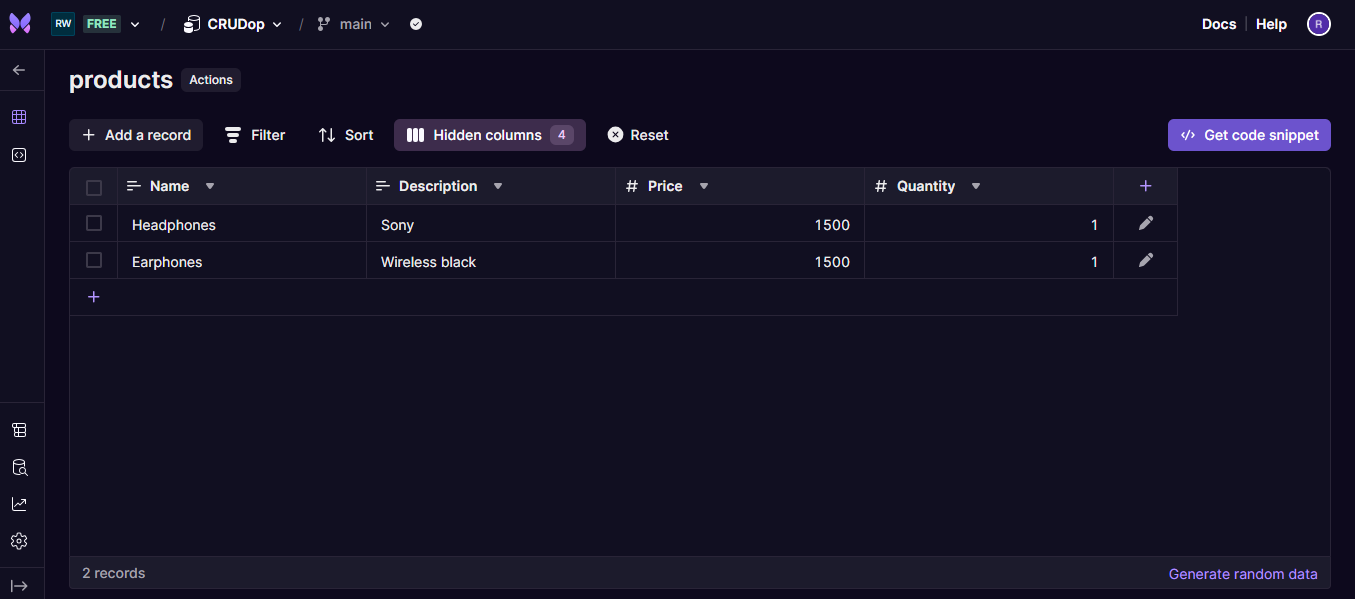 RW FREE / CRUDop / main Docs Help R
products Actions
Add a record Filter Sort Hidden columns 4 Reset Get code snippet
Name Description # Price # Quantity
Headphones Sony 1500 1
Earphones Wireless black 1500 1
2 records Generate random data